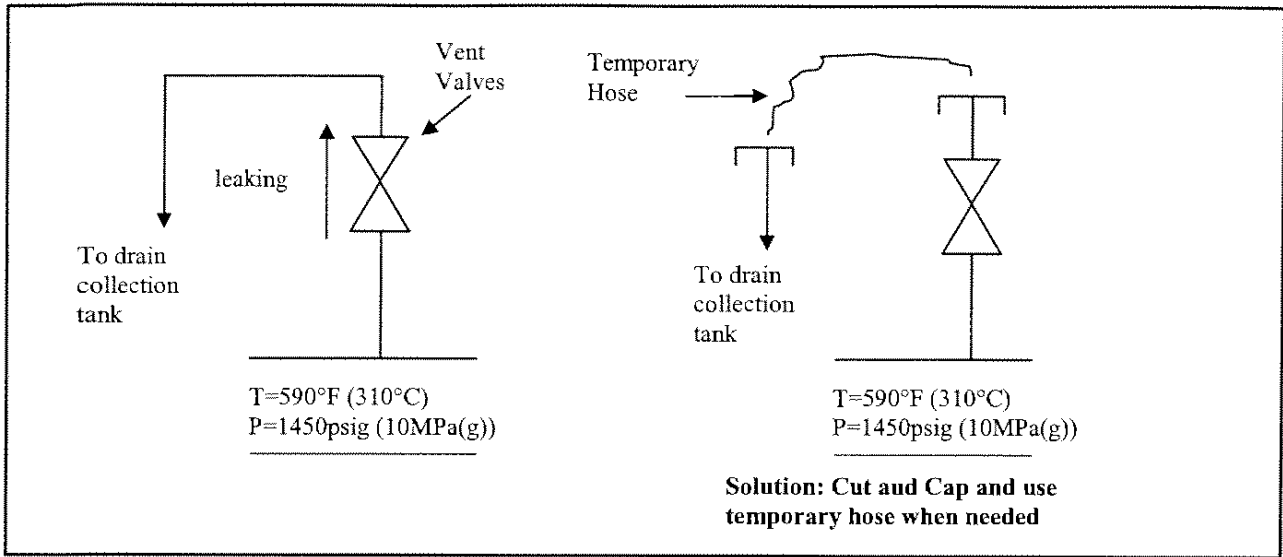 Vent
Valves
leaking
To drain
collection
tank
T=590°F (310°C)
P=1450psig (10MPa(g))
Temporary
Hose
To drain
collection
tank
T=590°F (310°C)
P=1450psig (10MPa(g))
Solution: Cut aud Cap and use
temporary hose when needed